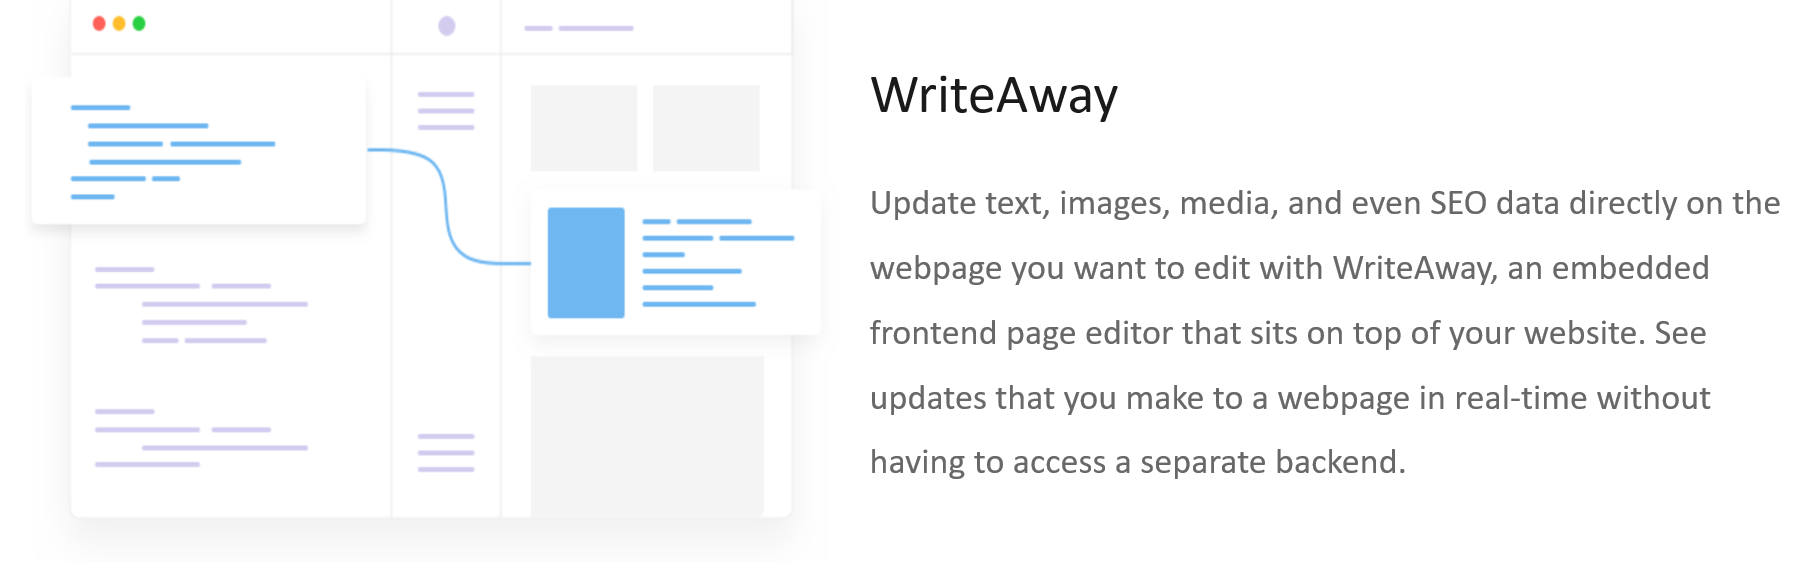 WriteAway
Update text, images, media, and even SEO data directly on the
webpage you want to edit with WriteAway, an embedded
frontend page editor that sits on top of your website. See
updates that you make to a webpage in real-time without
having to access a separate backend.